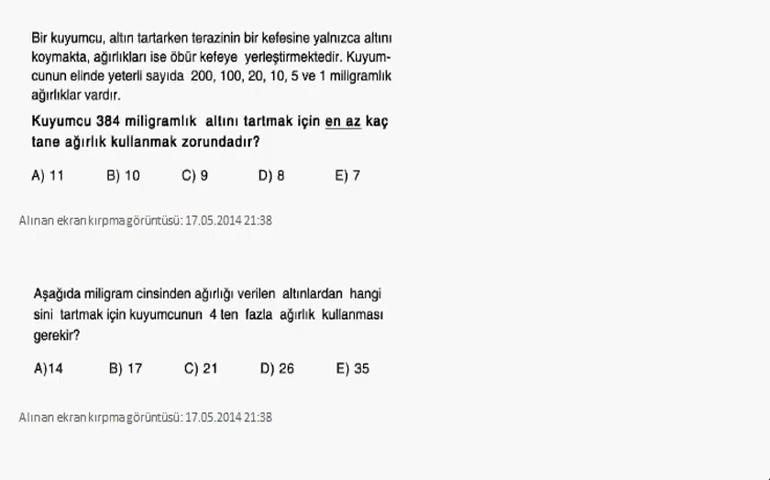 Bir kuyumcu, altın tartarken terazinin bir kefesine yalnızca altını
koymakta, ağırlıkları ise öbür kefeye yerleştirmektedir. Kuyum-
cunun elinde yeterli sayıda 200, 100, 20, 10, 5 ve 1 miligramlık
ağırlıklar vardır.
Kuyumcu 384 miligramlık altını tartmak için en az kaç
tane ağırlık kullanmak zorundadır?
A) 11 B) 10 C) 9 D) 8 E) 7
Alınan ekran kırpma görüntüsü: 17.05.2014 21:38
Aşağıda miligram cinsinden ağırlığı verilen altınlardan hangi
sini tartmak için kuyumcunun 4 ten fazla ağırlık kullanması
gerekir?
A)14 B) 17 C) 21 D) 26 E) 35
Alınan ekran kırpma görüntüsü: 17.05.2014 21:38